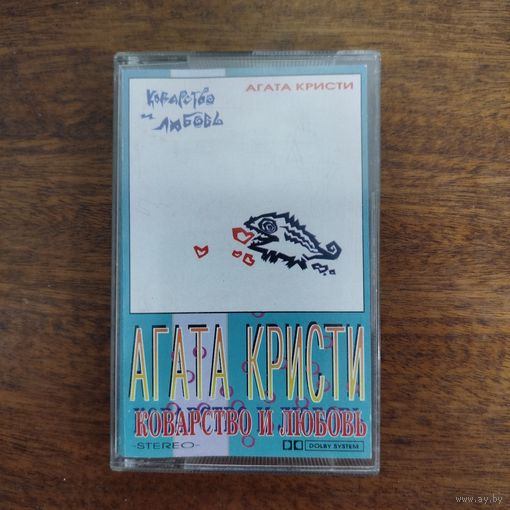 АГАТА КРИСТИ
Коварство
и любовь
АГАТА КРИСТИ
КОВАРСТВО И ЛЮБОВЬ
-STEREO-
DOLBY SYSTEM
www.ay.by